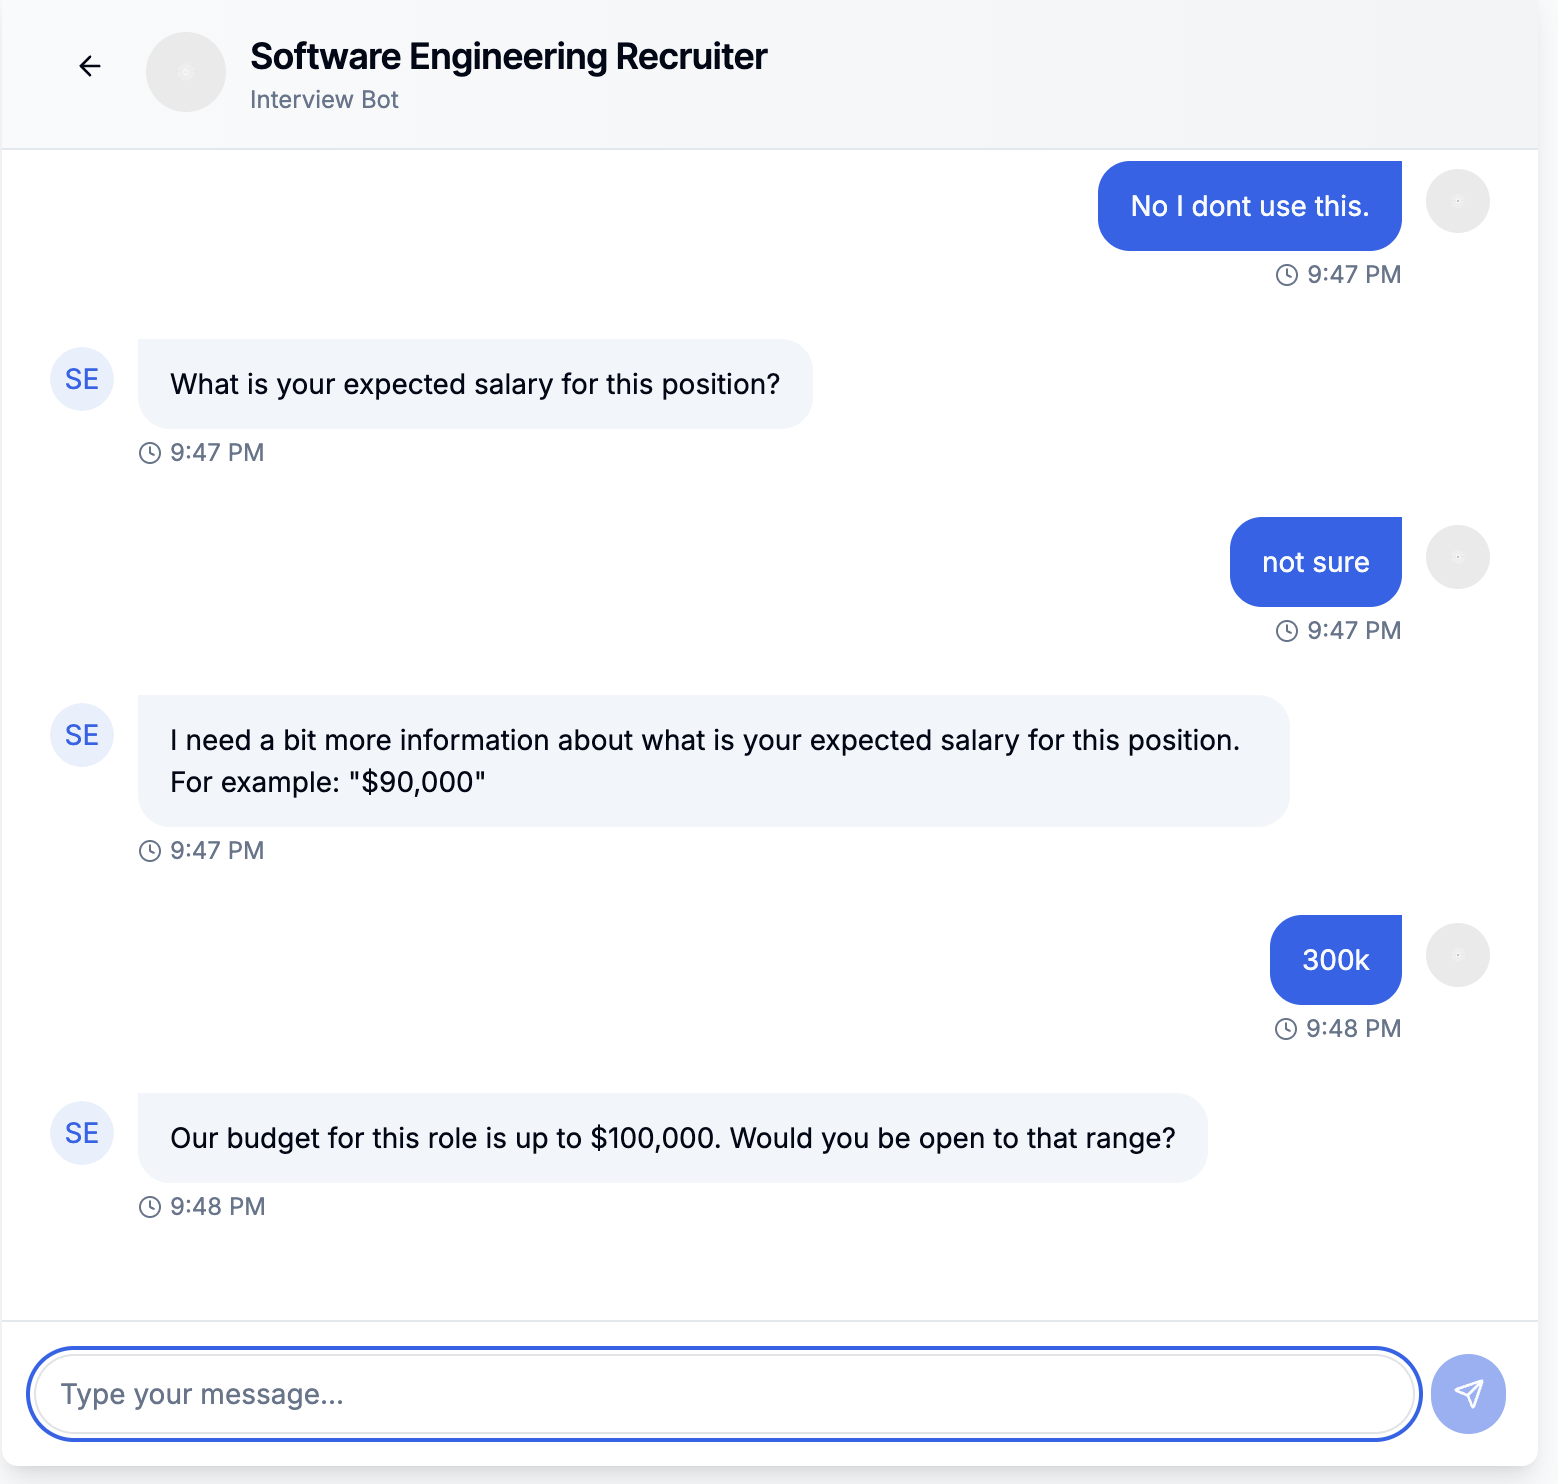 Software Engineering Recruiter
Interview Bot
No I dont use this.
9:47 PM
SE
What is your expected salary for this position?
9:47 PM
not sure
9:47 PM
SE
I need a bit more information about what is your expected salary for this position.
For example: "$90,000"
9:47 PM
300k
9:48 PM
SE
Our budget for this role is up to $100,000. Would you be open to that range?
9:48 PM
Type your message...